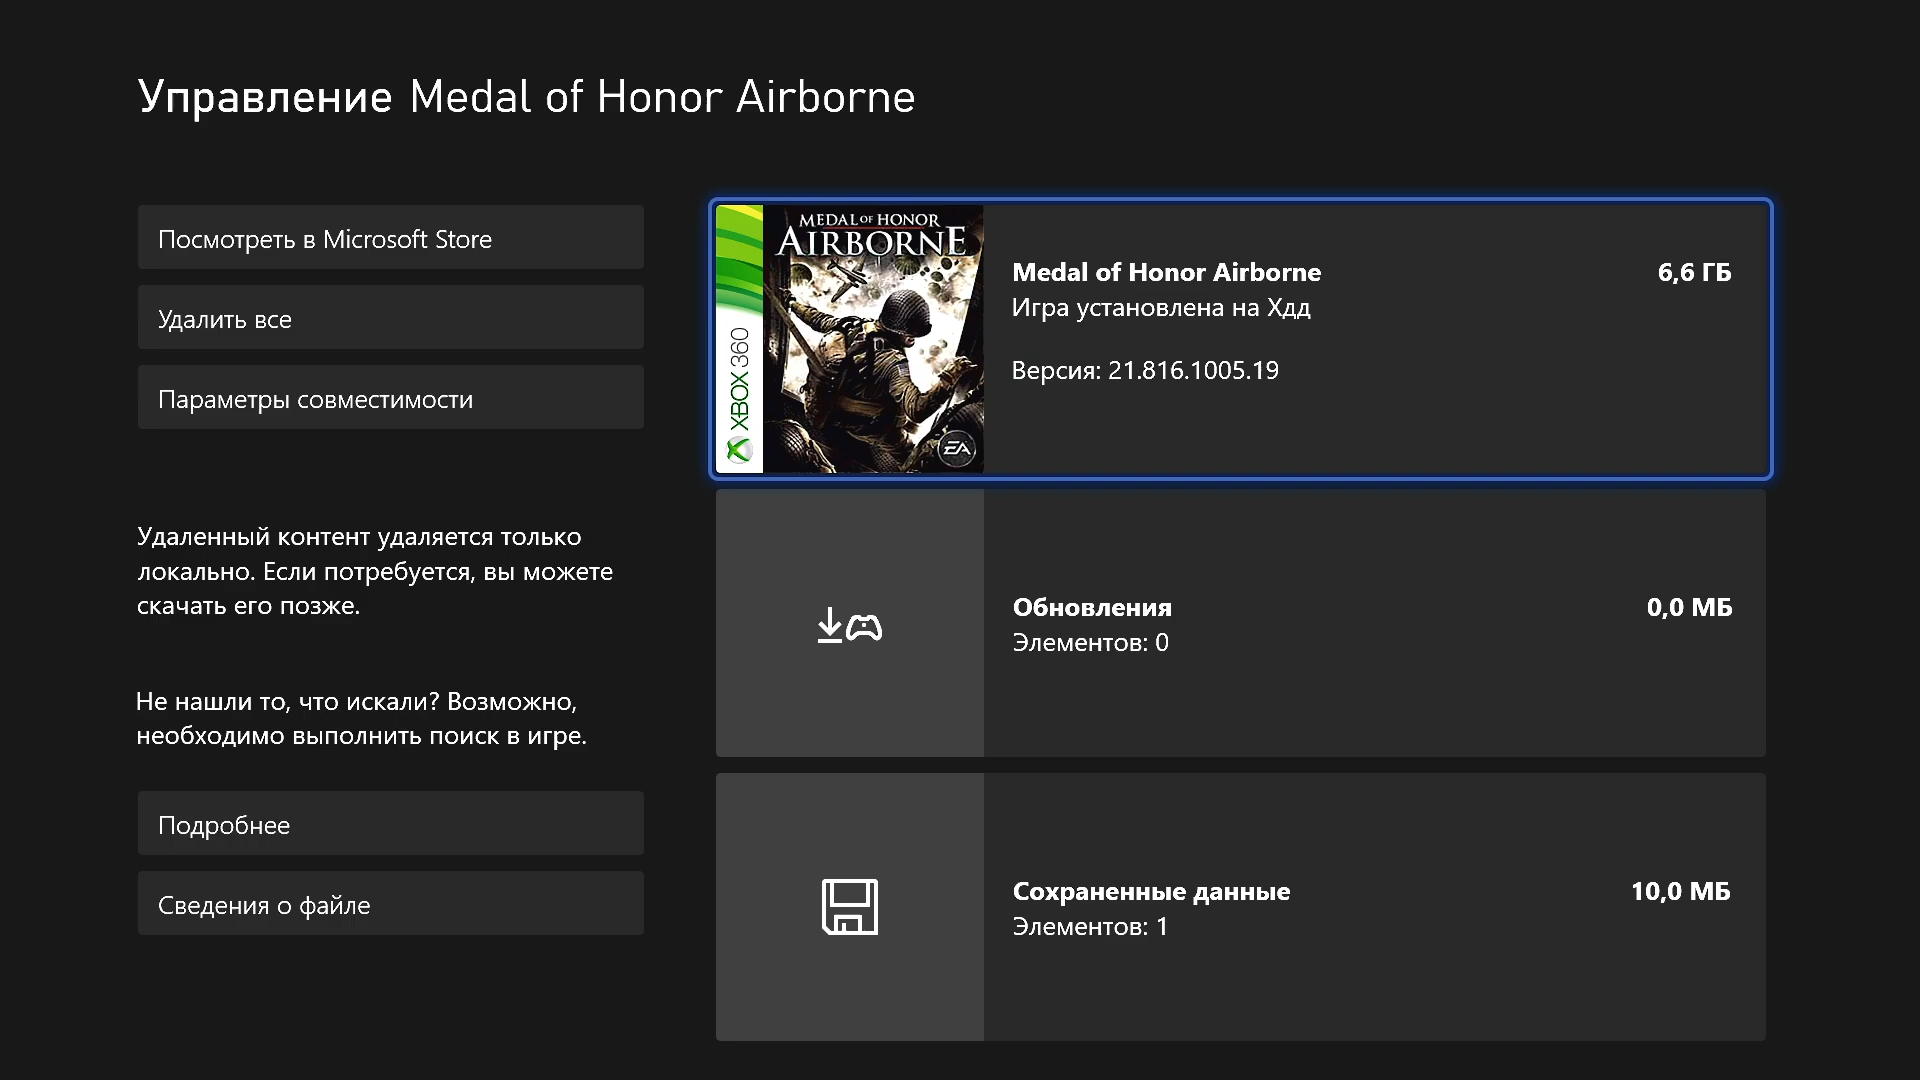 Управление Medal of Honor Airborne
Посмотреть в Microsoft Store
Удалить все
Параметры совместимости
Удаленный контент удаляется только
локально. Если потребуется, вы можете
скачать его позже.
Не нашли то, что искали? Возможно,
необходимо выполнить поиск в игре.
Подробнее
Сведения о файле
XBOX 360
MEDAL OF HONOR
AIRBORNE
EA
Medal of Honor Airborne
6,6 ГБ
Игра установлена на Хдд
Версия: 21.816.1005.19
Обновления
0,0 МБ
Элементов: 0
Сохраненные данные
10,0 МБ
Элементов: 1